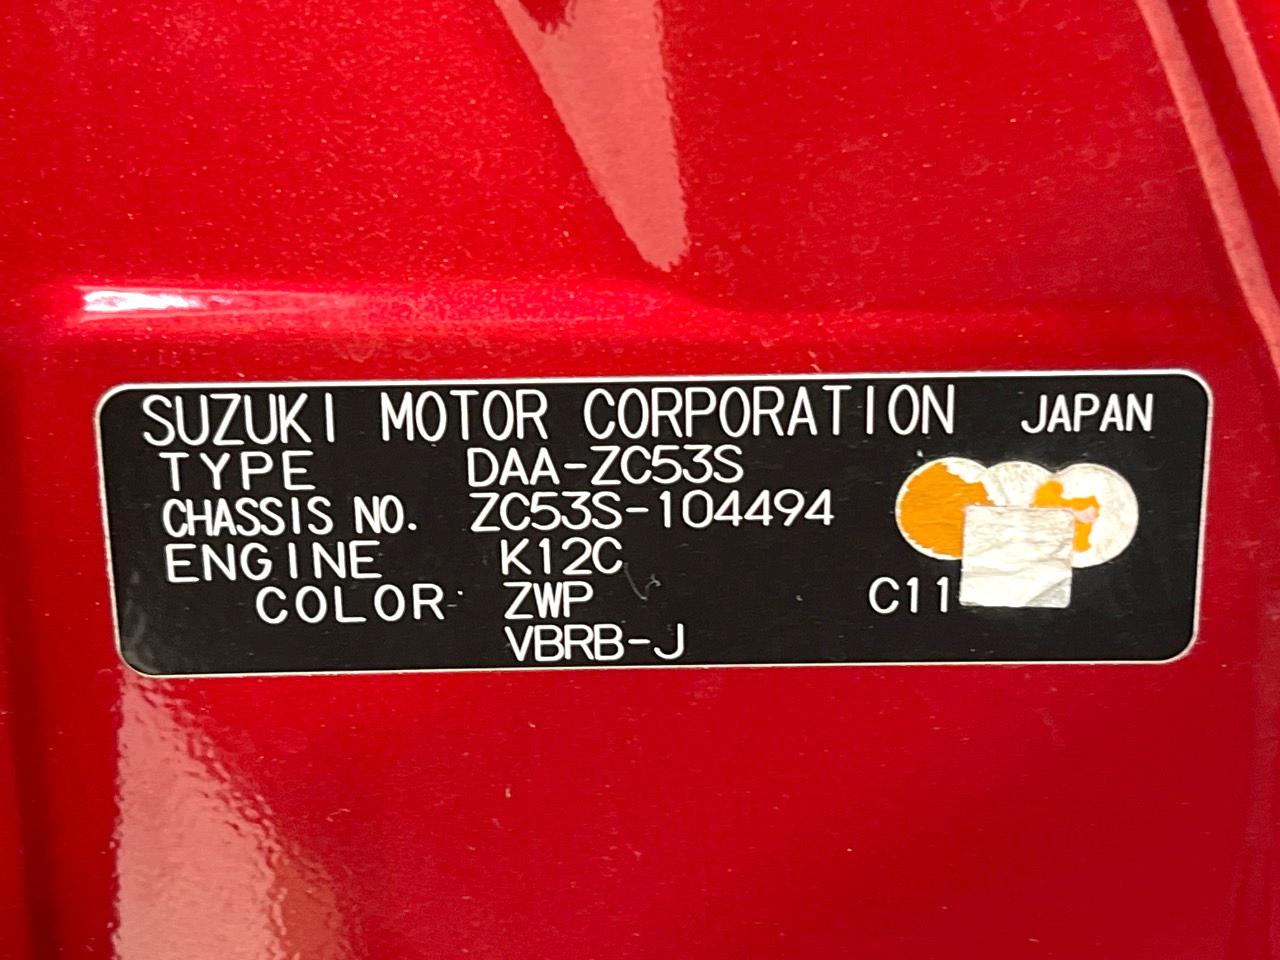 SUZUKI MOTOR CORPORATION JAPAN
TYPE DAA-ZC53S
CHASSIS NO. ZC53S-104494
ENGINE K12C
COLOR ZWP C11
VBRB-J